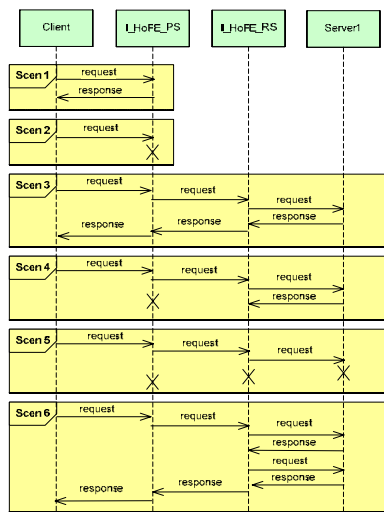 Client I_HoFE_PS I_HoFE_RS Server1
Scen 1
request
response
Scen 2
request
Scen 3
request
request
request
response
response
response
Scen 4
request
request
request
response
Scen 5
request
request
request
Scen 6
request
request
request
response
request
response
response
response